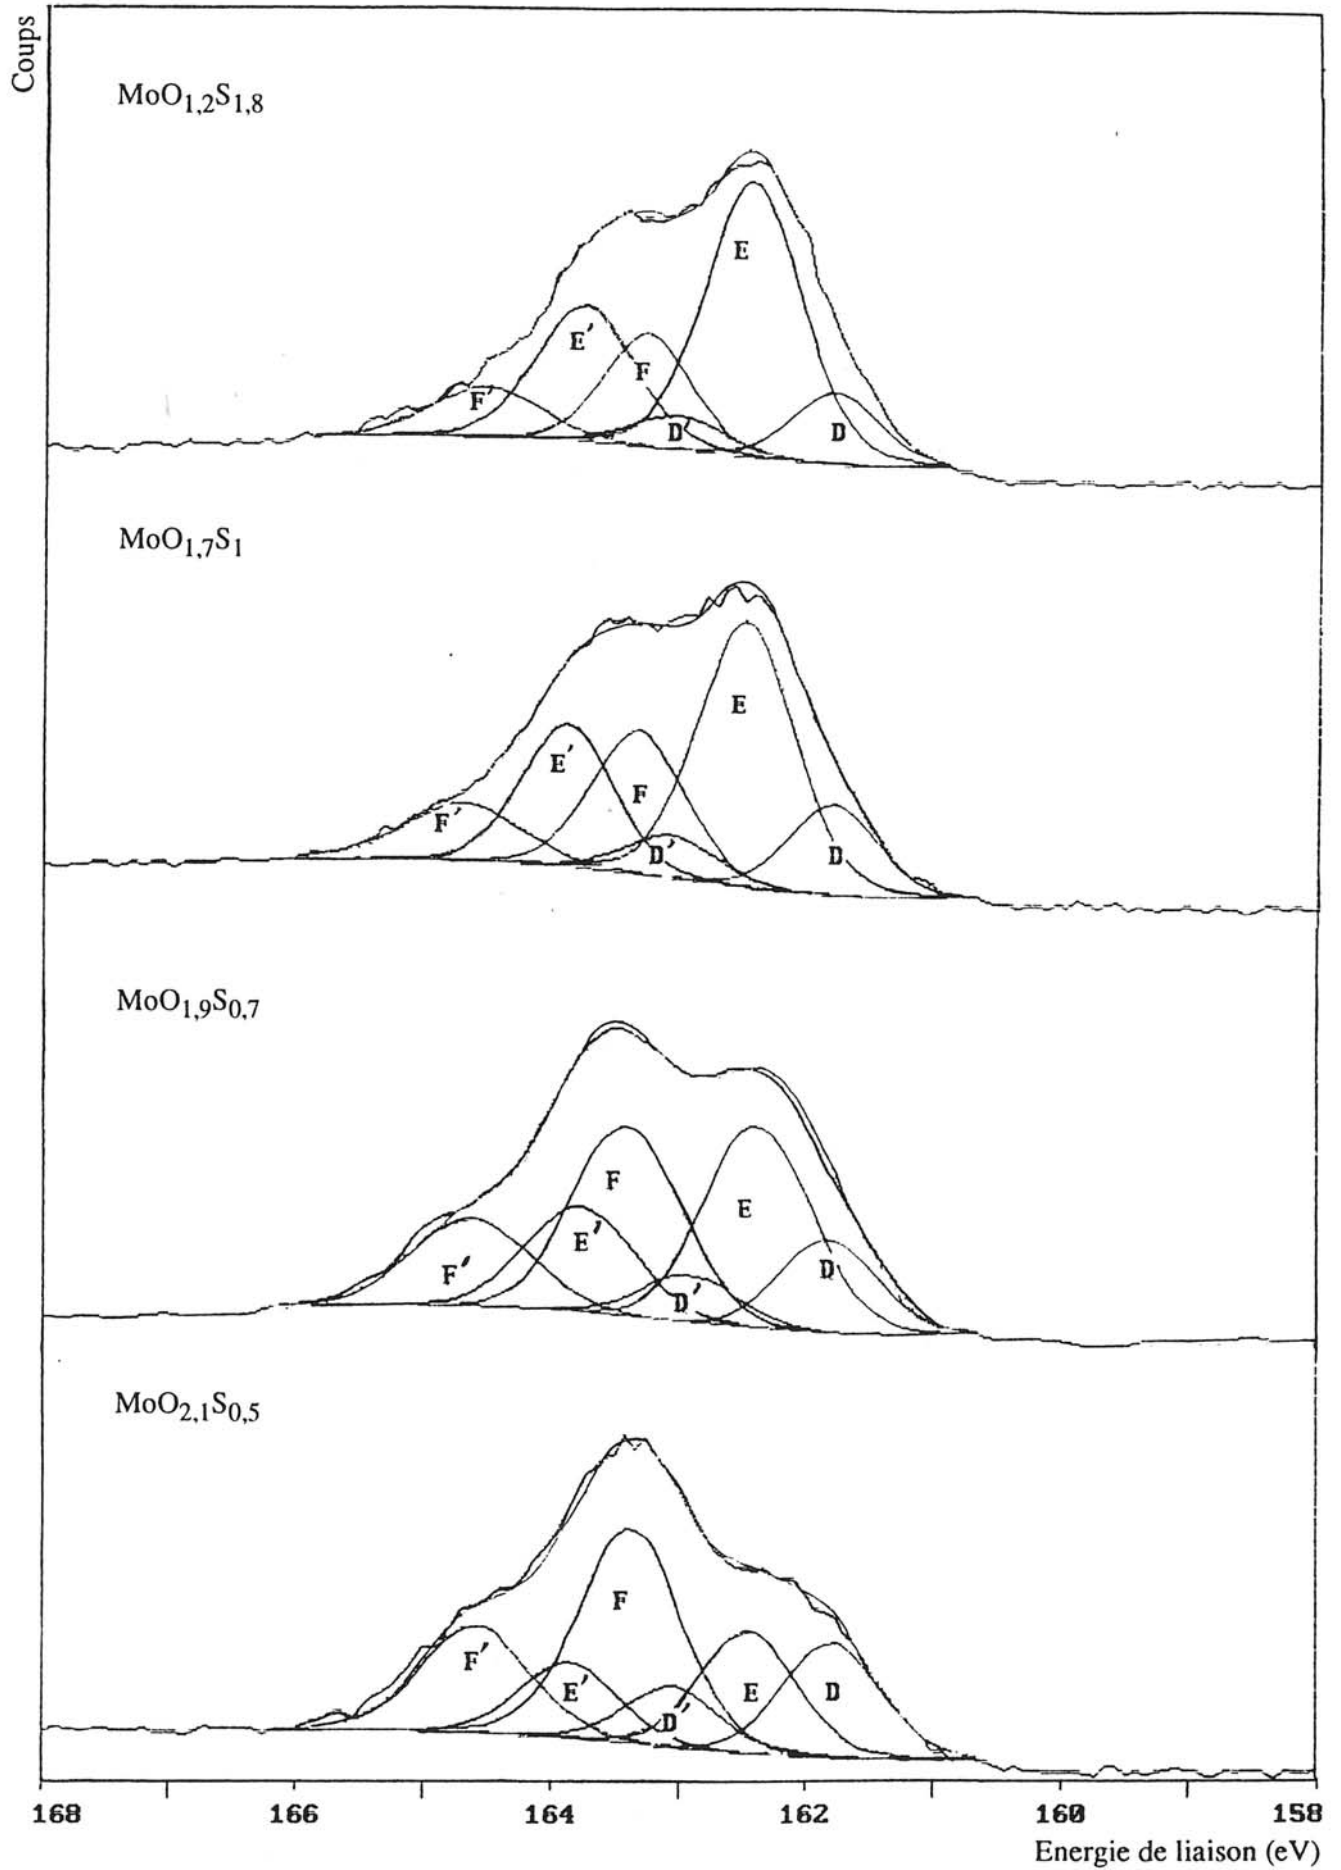 Coups
MoO1,2S1,8
E
E'
F
F'
D'
D
MoO1,7S1
E
E'
F
F'
D'
D
MoO1,9S0,7
F
E
E'
F'
D'
D
MoO2,1S0,5
F
F'
E'
E
D
D'
168 166 164 162 160 158
Energie de liaison (eV)